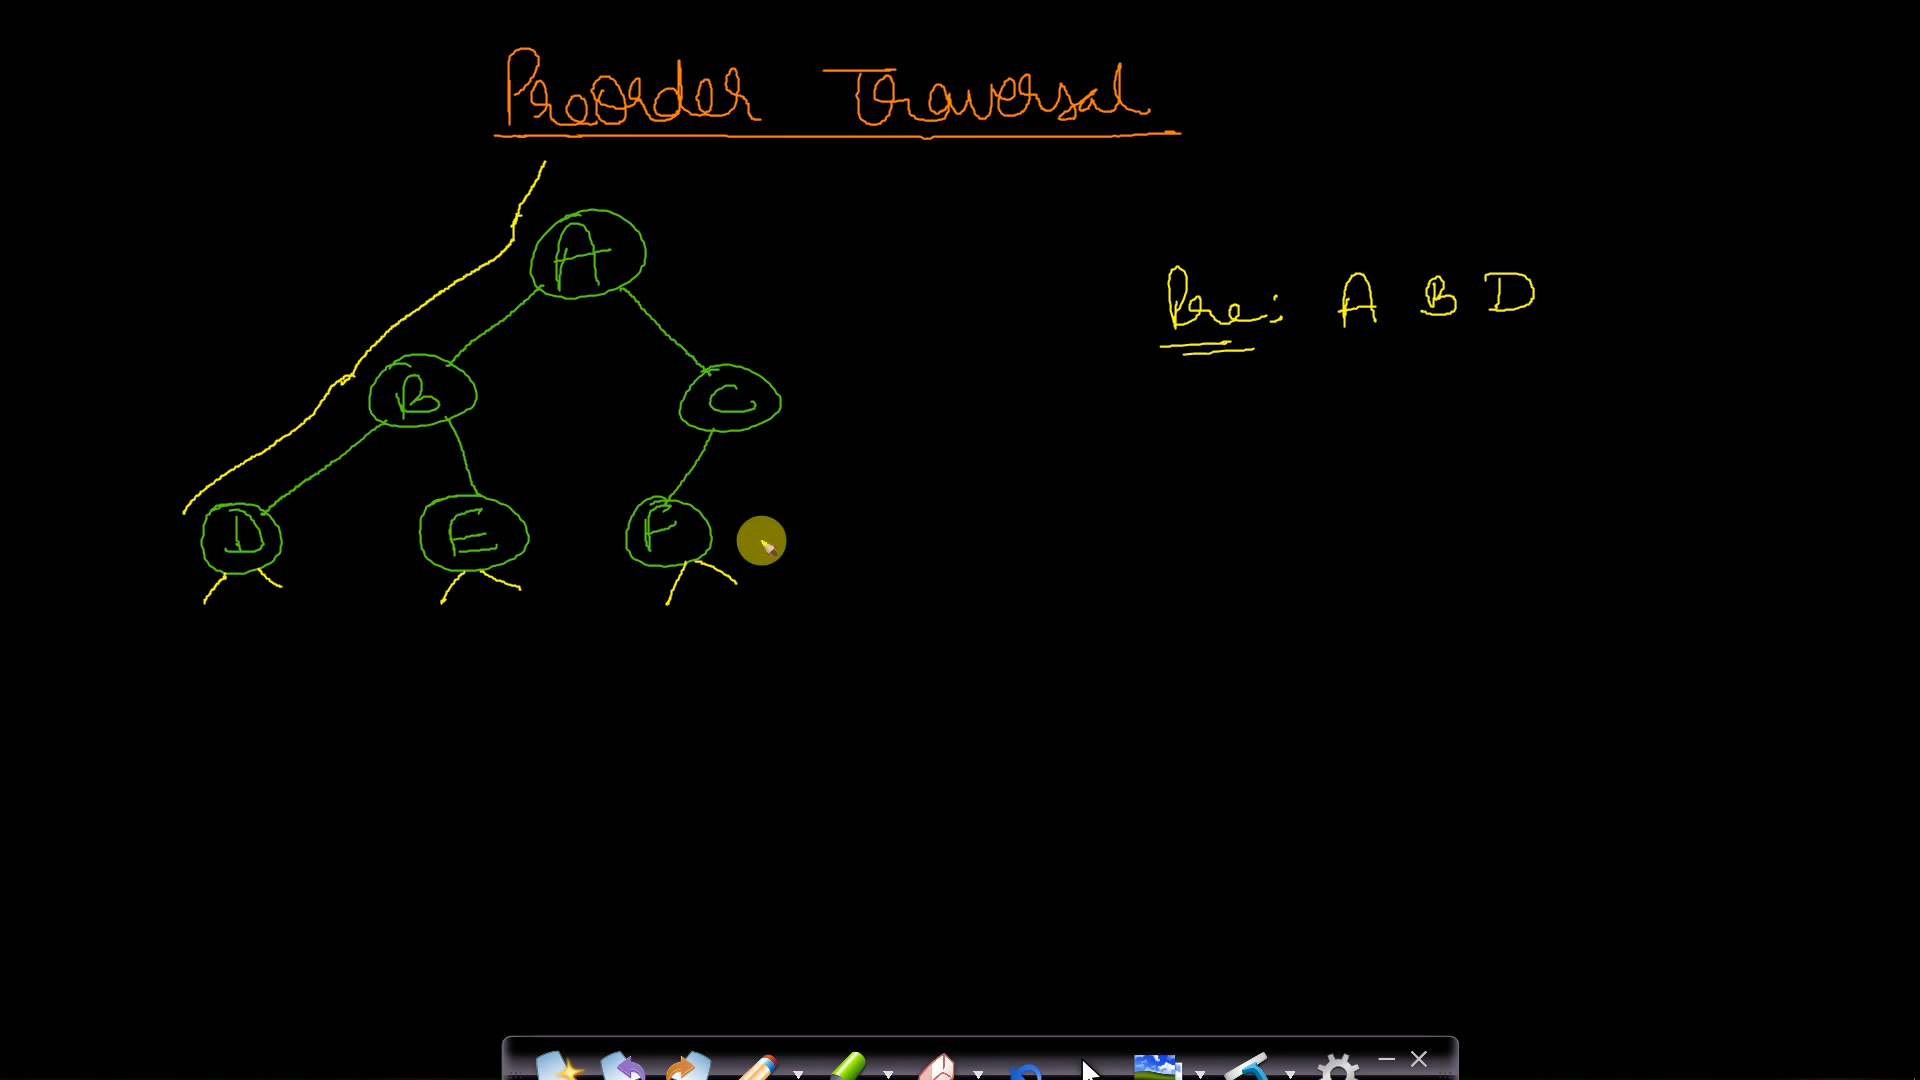 Preorder Traversal
A
Pre: A B D
B C
D E F